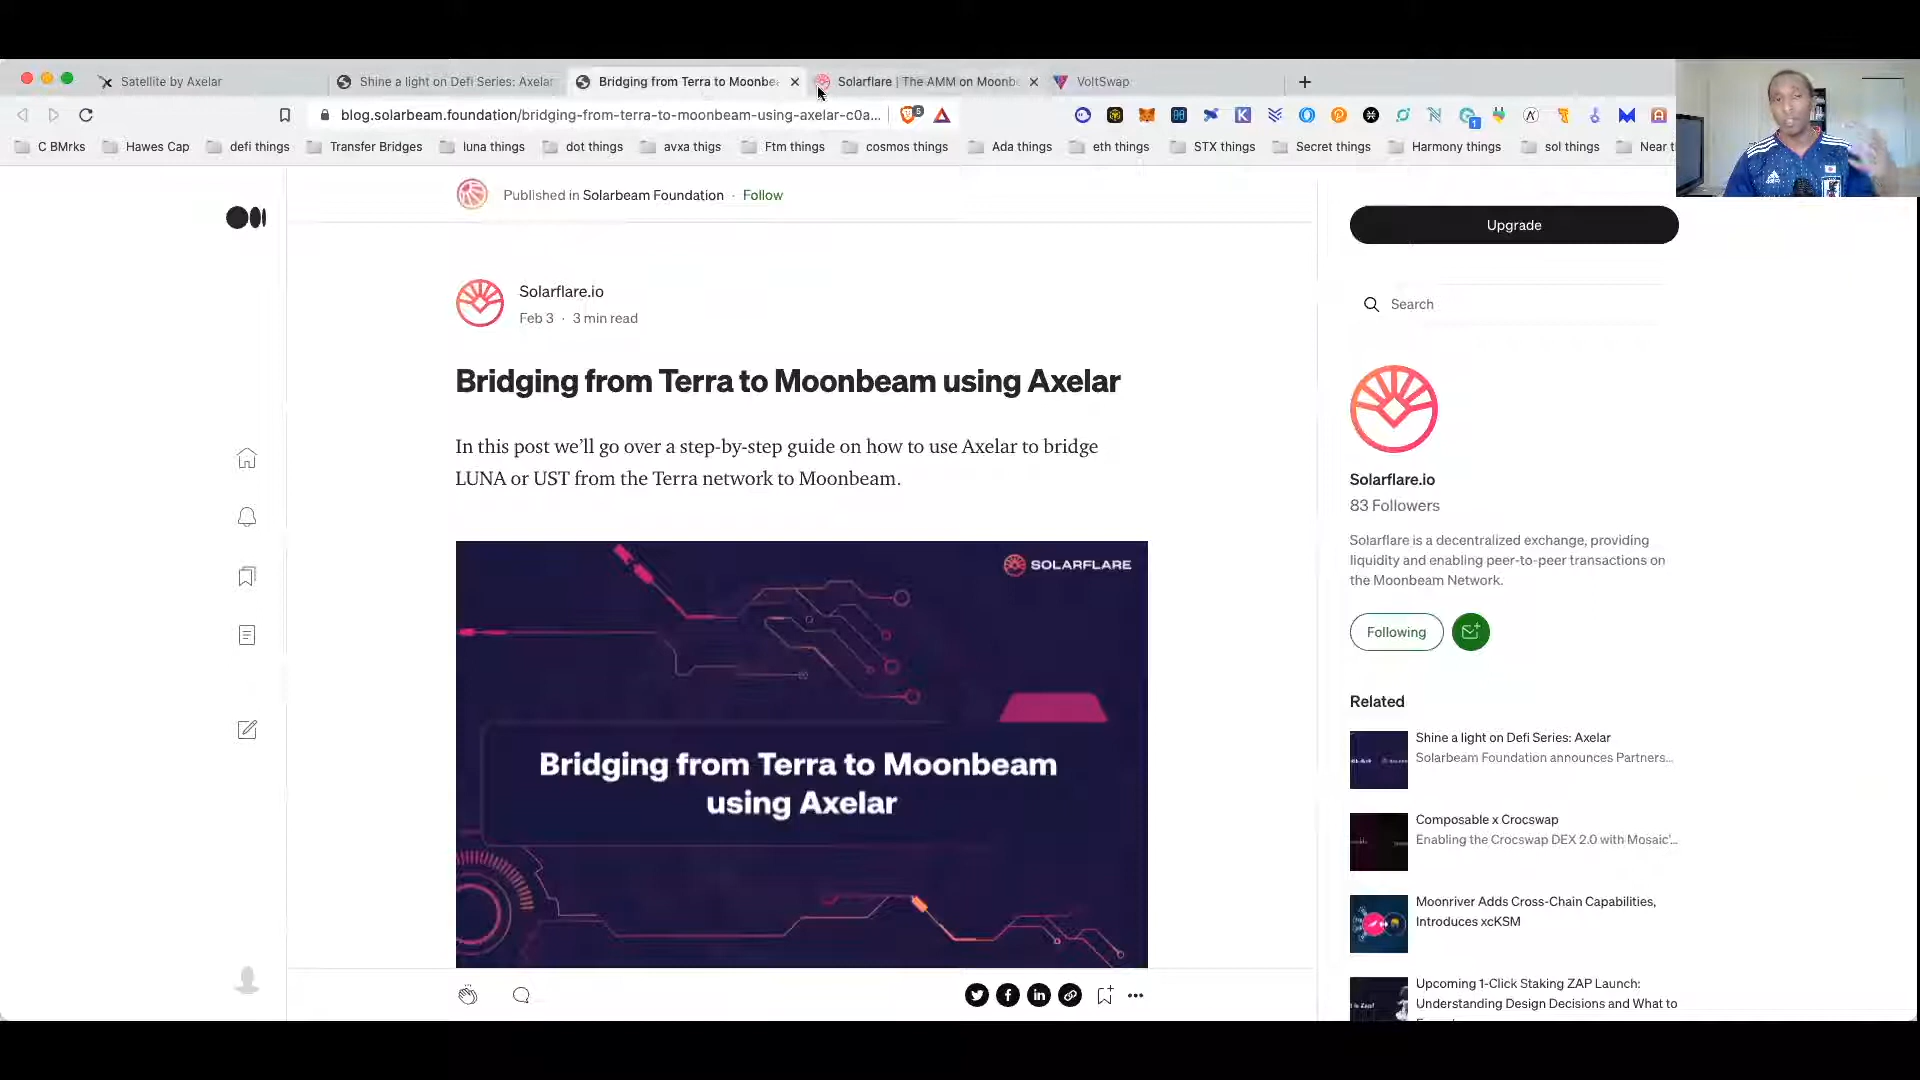 Satellite by Axelar
Shine a light on Defi Series: Axelar
Bridging from Terra to Moonbe
Solarflare | The AMM on Moonb
VoltSwap
blog.solarbeam.foundation/bridging-from-terra-to-moonbeam-using-axelar-c0a...
5
1
C BMrks
Hawes Cap
defi things
Transfer Bridges
luna things
dot things
avxa thigs
Ftm things
cosmos things
Ada things
eth things
STX things
Secret things
Harmony things
sol things
Near t
Published in Solarbeam Foundation · Follow
Solarflare.io
Feb 3 · 3 min read
Bridging from Terra to Moonbeam using Axelar
In this post we’ll go over a step-by-step guide on how to use Axelar to bridge
LUNA or UST from the Terra network to Moonbeam.
SOLARFLARE
Bridging from Terra to Moonbeam
using Axelar
Upgrade
Search
Solarflare.io
83 Followers
Solarflare is a decentralized exchange, providing
liquidity and enabling peer-to-peer transactions on
the Moonbeam Network.
Following
Related
Shine a light on Defi Series: Axelar
Solarbeam Foundation announces Partners...
Composable x Crocswap
Enabling the Crocswap DEX 2.0 with Mosaic'...
Moonriver Adds Cross-Chain Capabilities,
Introduces xcKSM
Upcoming 1-Click Staking ZAP Launch:
Understanding Design Decisions and What to